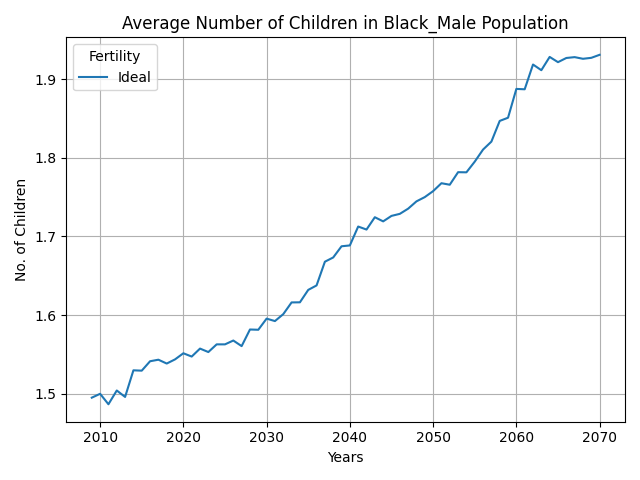 Average Number of Children in Black_Male Population
Fertility
Ideal
No. of Children
1.9
1.8
1.7
1.6
1.5
2010 2020 2030 2040 2050 2060 2070
Years